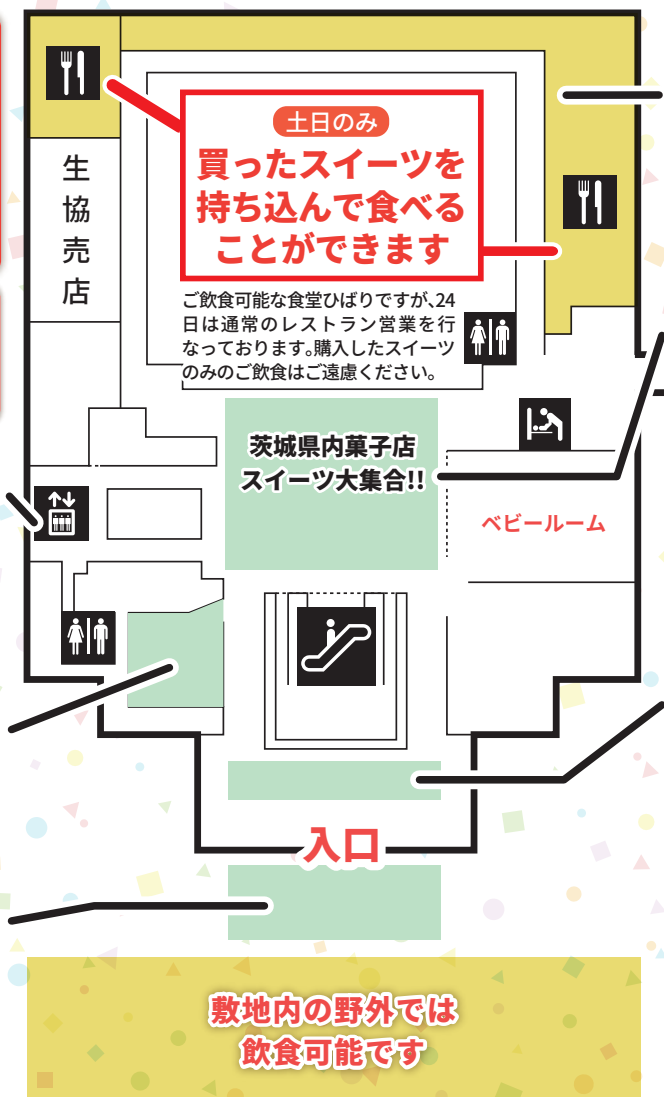 土日のみ
買ったスイーツを
持ち込んで食べる
ことができます
生協売店
ご飲食可能な食堂ひばりですが、24
日は通常のレストラン営業を行
なっております。購入したスイーツ
のみのご飲食はご遠慮ください。
茨城県内菓子店
スイーツ大集合!!
ベビールーム
入口
敷地内の野外では
飲食可能です